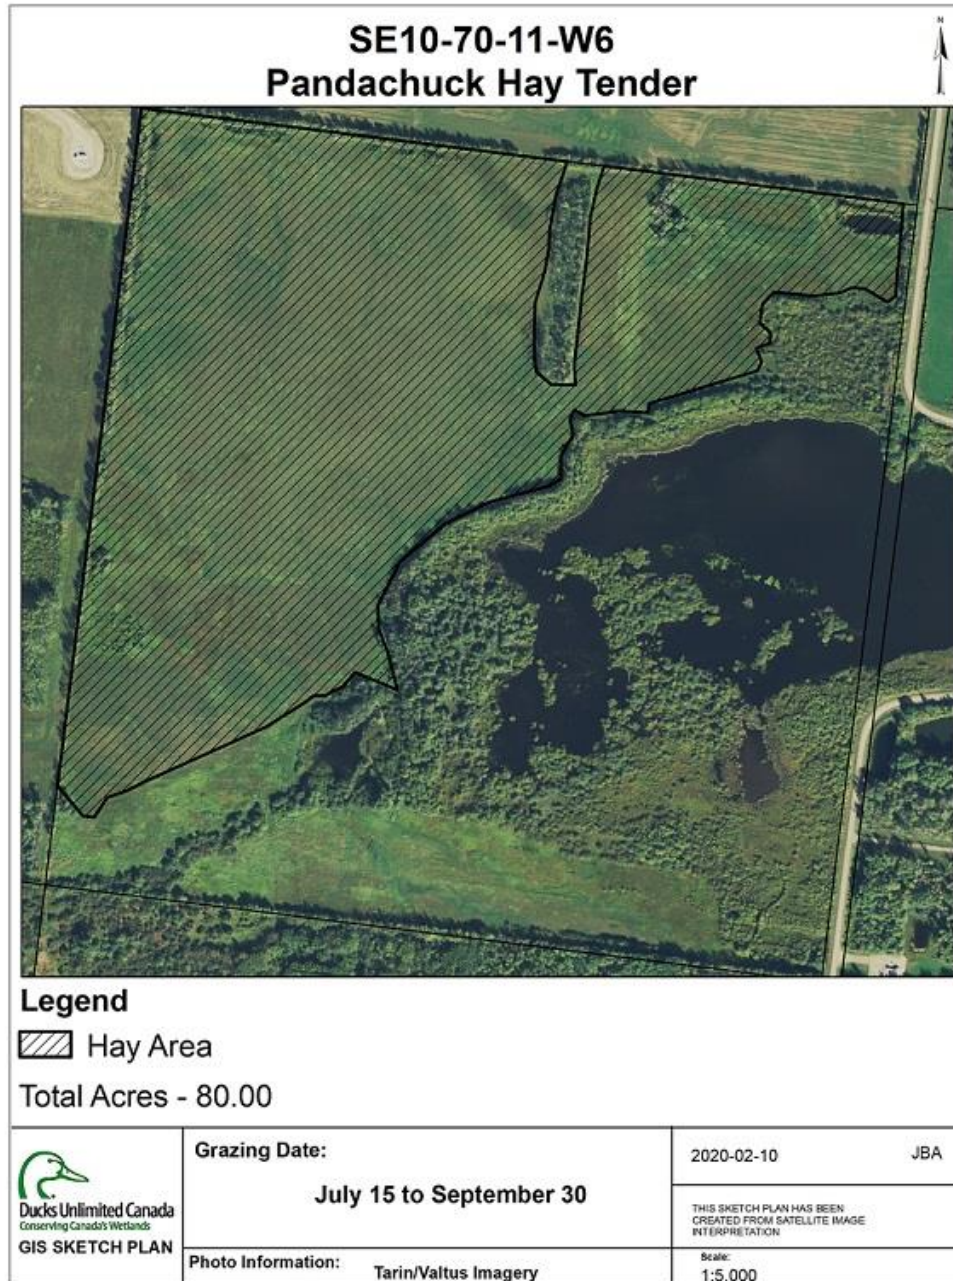 SE10-70-11-W6
Pandachuck Hay Tender
N
Legend
Hay Area
Total Acres - 80.00
Ducks Unlimited Canada
Conserving Canada's Wetlands
GIS SKETCH PLAN
Grazing Date:
July 15 to September 30
Photo Information:
Tarin/Valtus Imagery
2020-02-10 JBA
THIS SKETCH PLAN HAS BEEN
CREATED FROM SATELLITE IMAGE
INTERPRETATION
Scale:
1:5,000